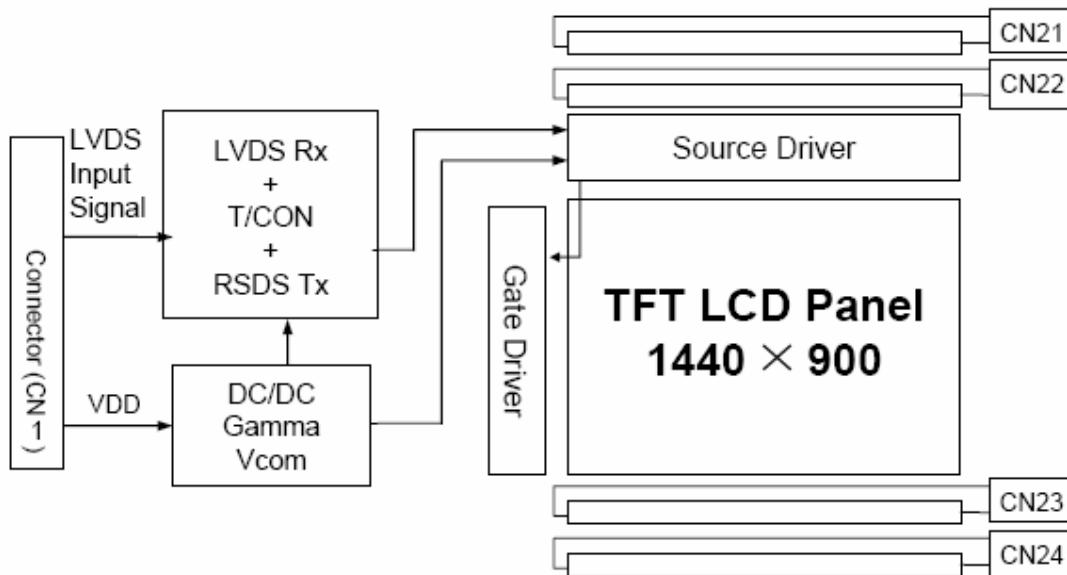 CN21
CN22
LVDS
Input
Signal
LVDS Rx
+
T/CON
+
RSDS Tx
Source Driver
Connector (CN1)
Gate Driver
TFT LCD Panel
1440 × 900
VDD
DC/DC
Gamma
Vcom
CN23
CN24